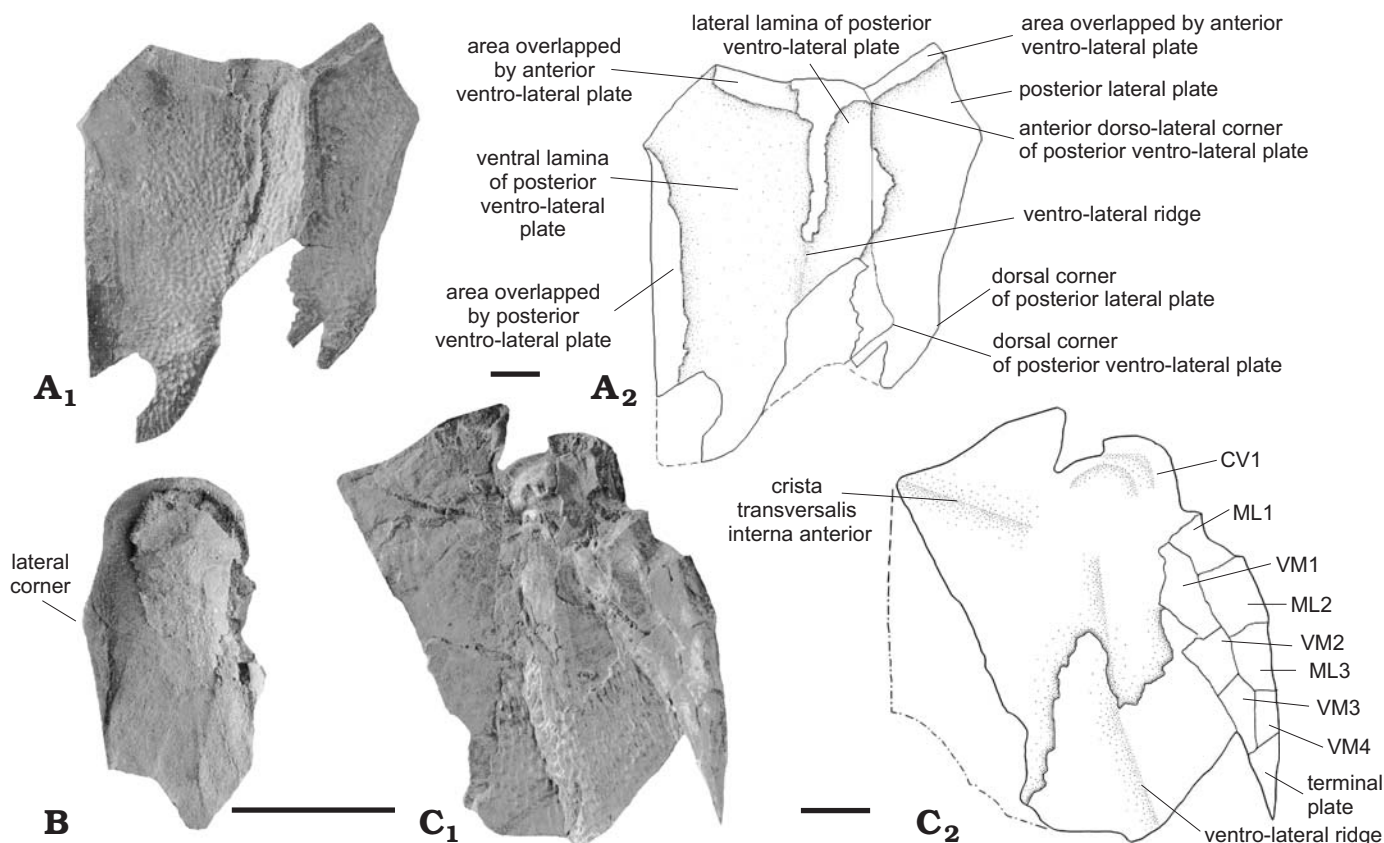 area overlapped
by anterior
ventro-lateral plate
lateral lamina of posterior
ventro-lateral plate
area overlapped by anterior
ventro-lateral plate
posterior lateral plate
anterior dorso-lateral corner
of posterior ventro-lateral plate
ventral lamina
of posterior
ventro-lateral
plate
ventro-lateral ridge
area overlapped
by posterior
ventro-lateral plate
dorsal corner
of posterior lateral plate
dorsal corner
of posterior ventro-lateral plate
A1
A2
lateral
corner
B
C1
crista
transversalis
interna anterior
CV1
ML1
VM1
ML2
VM2
ML3
VM3
VM4
terminal
plate
ventro-lateral ridge
C2